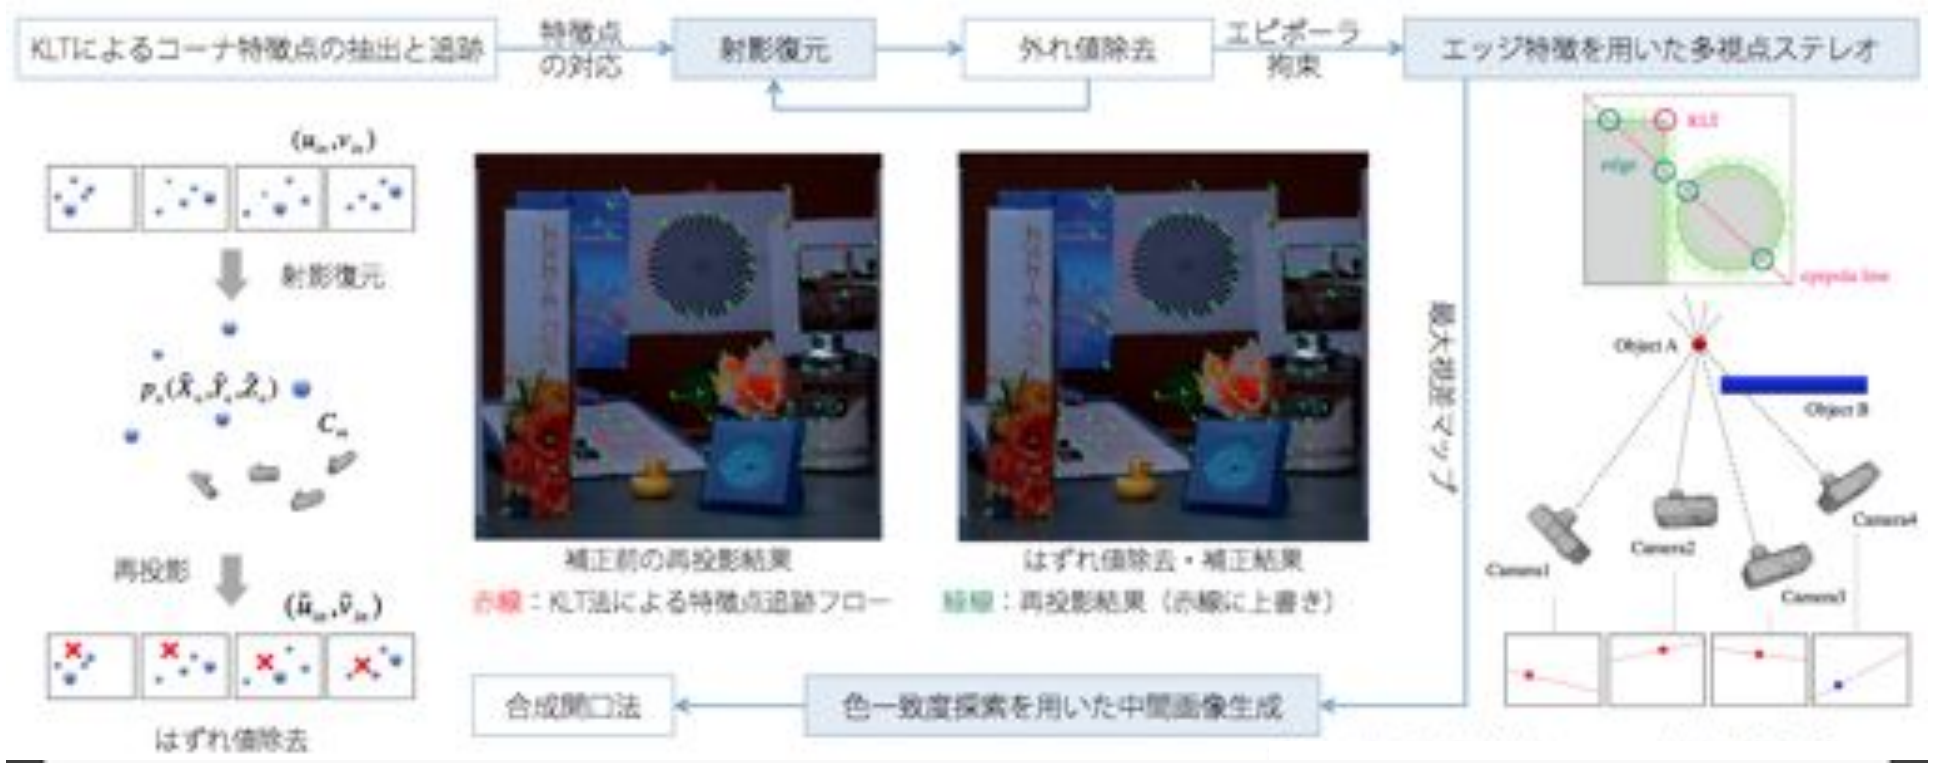 KLTによるコーナ特徴点の抽出と追跡
特徴点
の対応
射影復元
外れ値除去
エピポーラ
拘束
エッジ特徴を用いた多視点ステレオ
KLT
edge
epipola line
射影復元
Object A
Object B
最大視差マップ
Camera1
Camera2
Camera3
Camera4
再投影
はずれ値除去
補正前の再投影結果
はずれ値除去・補正結果
赤線：KLT法による特徴点追跡フロー
緑線：再投影結果（赤線に上書き）
合成開口法
色一致度探索を用いた中間画像生成